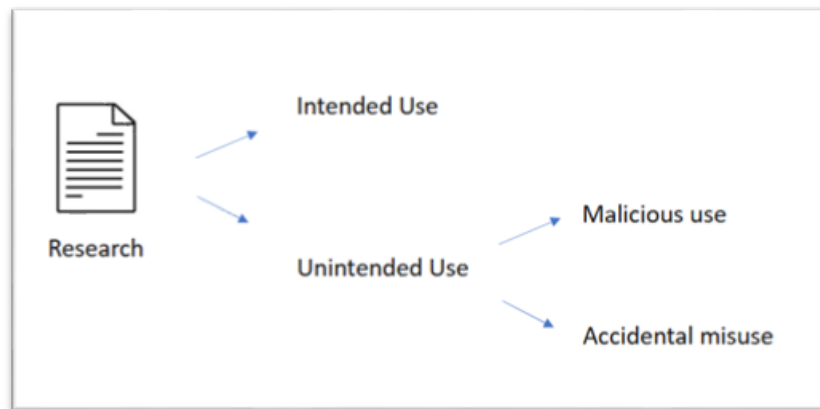 Intended Use
Research
Malicious use
Unintended Use
Accidental misuse